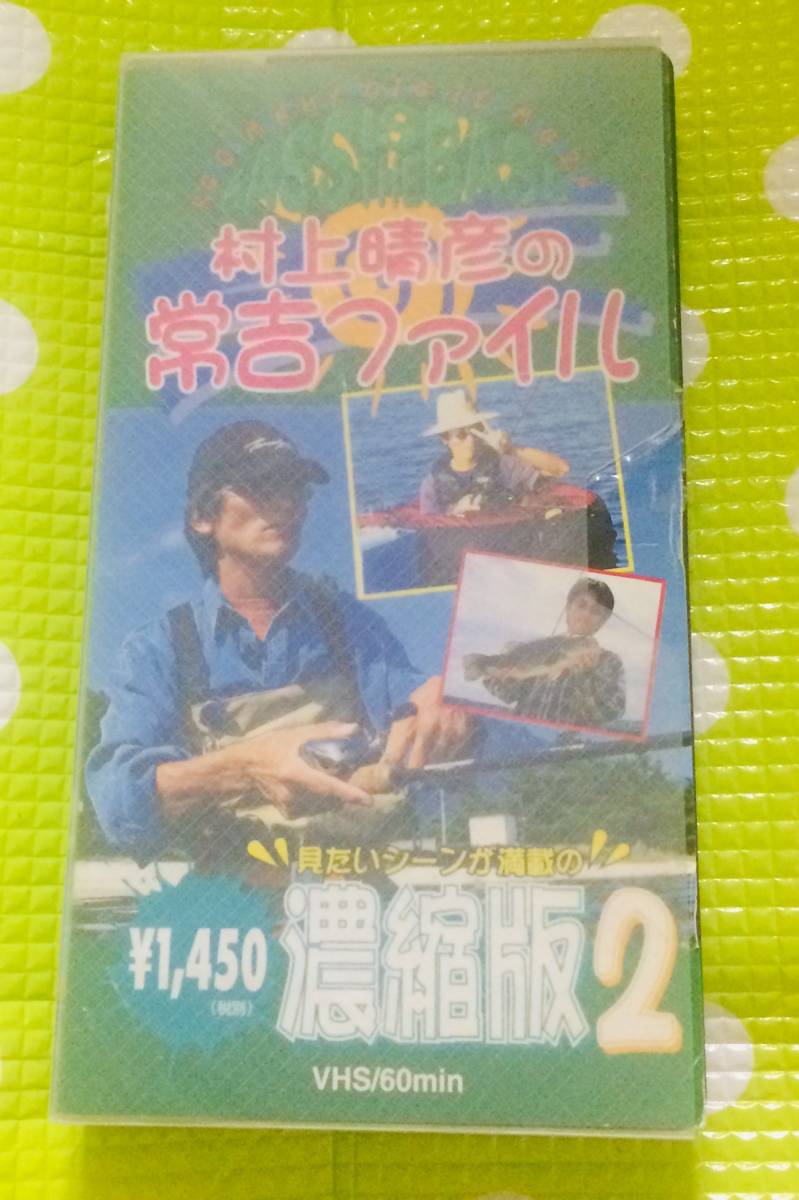 村上晴彦の
常吉ファイル
見たいシーンが満載の
濃縮版2
¥1,450
(税別)
VHS/60min